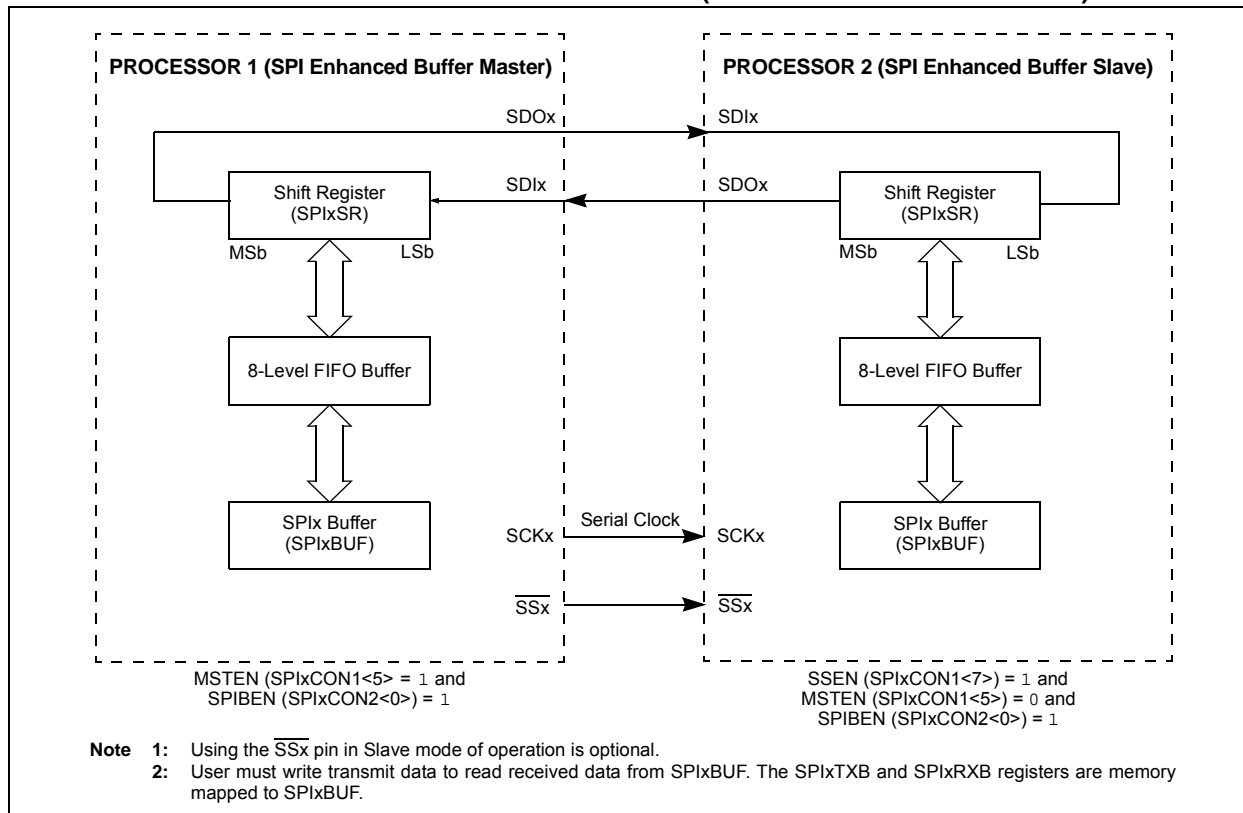 PROCESSOR 1 (SPI Enhanced Buffer Master)
PROCESSOR 2 (SPI Enhanced Buffer Slave)
SDOx
SDIx
SDIx
SDOx
Shift Register
(SPIxSR)
Shift Register
(SPIxSR)
MSb
LSb
MSb
LSb
8-Level FIFO Buffer
8-Level FIFO Buffer
SPIx Buffer
(SPIxBUF)
SPIx Buffer
(SPIxBUF)
SCKx
Serial Clock
SCKx
SSx
SSx
MSTEN (SPIxCON1<5> = 1 and
SPIBEN (SPIxCON2<0>) = 1
SSEN (SPIxCON1<7>) = 1 and
MSTEN (SPIxCON1<5>) = 0 and
SPIBEN (SPIxCON2<0>) = 1
Note 1: Using the SSx pin in Slave mode of operation is optional.
2: User must write transmit data to read received data from SPIxBUF. The SPIxTXB and SPIxRXB registers are memory
mapped to SPIxBUF.